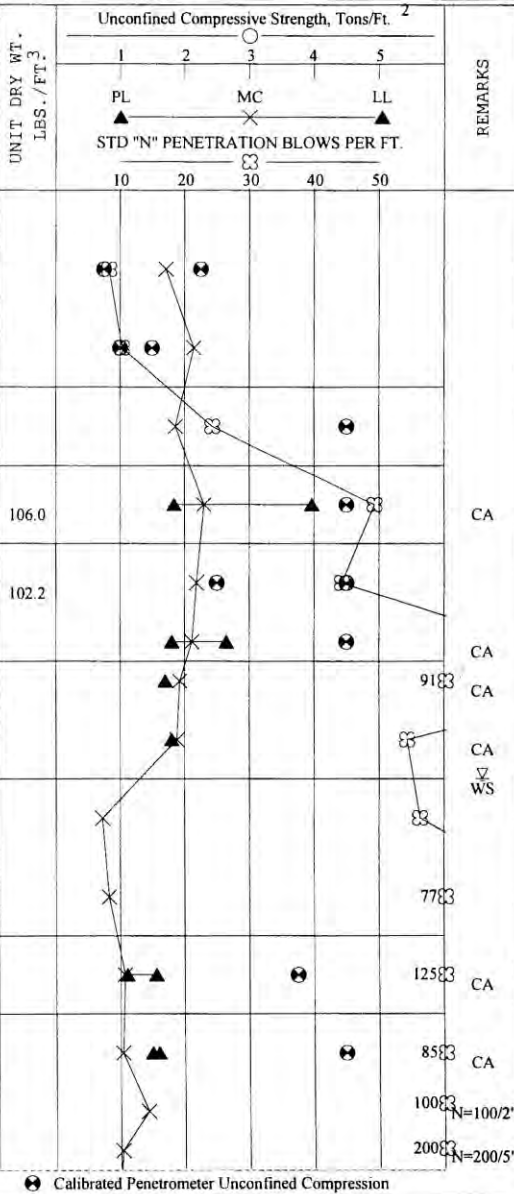 Unconfined Compressive Strength, Tons/Ft. 2
UNIT DRY WT.
LBS./FT.3
1 2 3 4 5
REMARKS
PL MC LL
STD "N" PENETRATION BLOWS PER FT.
10 20 30 40 50
106.0 CA
102.2
CA
91 CA
CA
WS
77
125 CA
85 CA
100 N=100/2"
200 N=200/5"
Calibrated Penetrometer Unconfined Compression